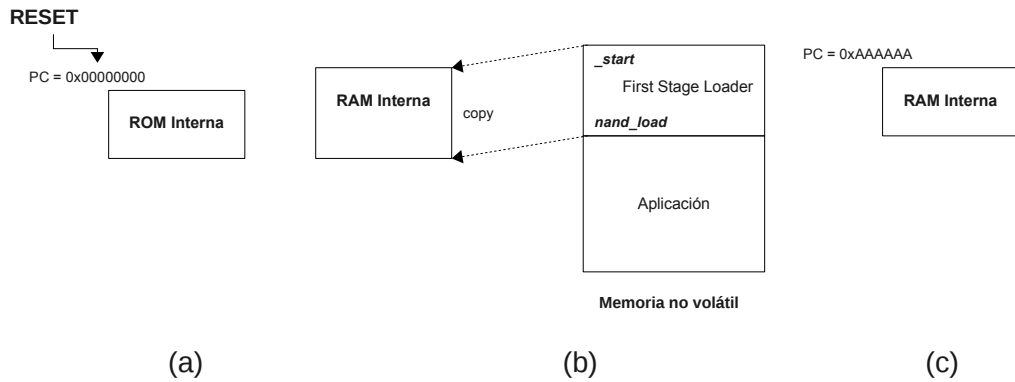 RESET
PC = 0x00000000
ROM Interna
RAM Interna
copy
_start
First Stage Loader
nand_load
Aplicación
Memoria no volátil
PC = 0xAAAAAA
RAM Interna
(a)
(b)
(c)